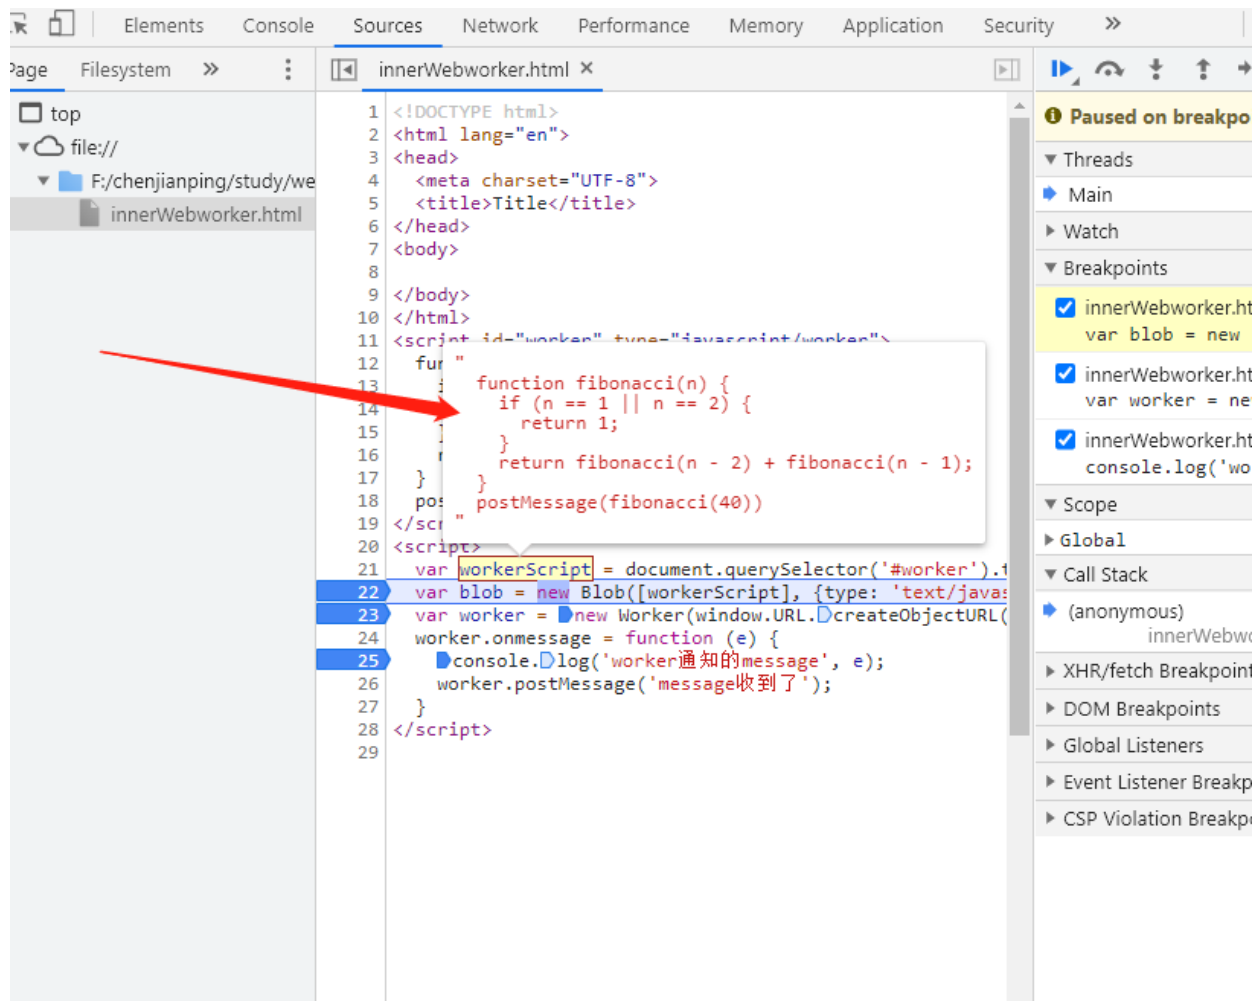 Elements Console Sources Network Performance Memory Application Security »
Page Filesystem »
innerWebworker.html ×
top
file://
F:/chenjianping/study/we
innerWebworker.html
1 <!DOCTYPE html>
2 <html lang="en">
3 <head>
4 <meta charset="UTF-8">
5 <title>Title</title>
6 </head>
7 <body>
8
9 </body>
10 </html>
11 <script id="worker" type="javascript/worker">
12 fun
13 i
14
15 }
16 r
17 }
18 pos
19 </scr
"
function fibonacci(n) {
if (n == 1 || n == 2) {
return 1;
}
return fibonacci(n - 2) + fibonacci(n - 1);
}
postMessage(fibonacci(40))
"
20 <script>
21 var workerScript = document.querySelector('#worker').t
22 var blob = new Blob([workerScript], {type: 'text/javas
23 var worker = new Worker(window.URL.createObjectURL(
24 worker.onmessage = function (e) {
25 console.log('worker通知的message', e);
26 worker.postMessage('message收到了');
27 }
28 </script>
29
Paused on breakpo
Threads
Main
Watch
Breakpoints
innerWebworker.ht
var blob = new
innerWebworker.ht
var worker = ne
innerWebworker.ht
console.log('wo
Scope
Global
Call Stack
(anonymous)
innerWebwo
XHR/fetch Breakpoint
DOM Breakpoints
Global Listeners
Event Listener Breakp
CSP Violation Breakpo